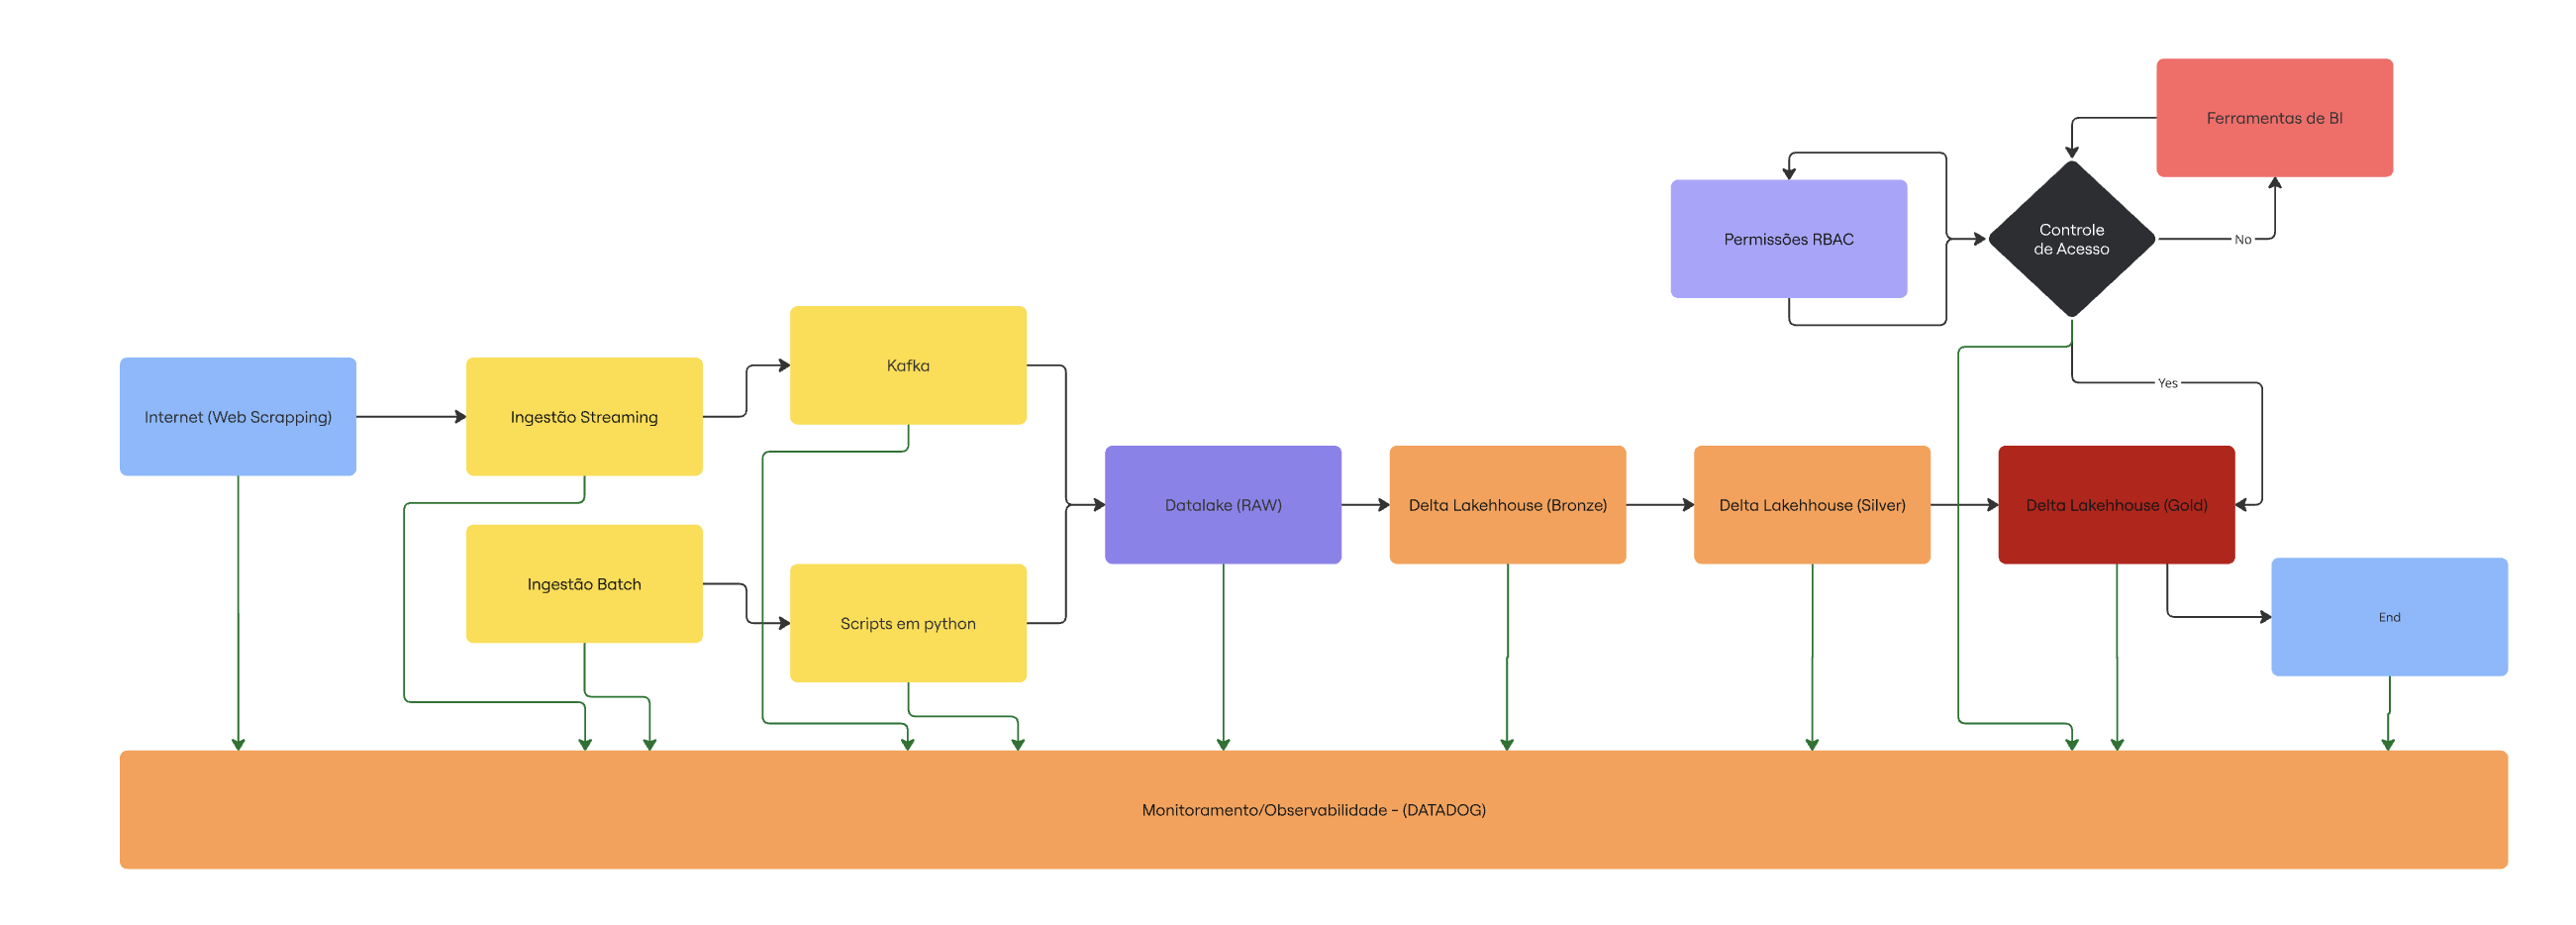 Ferramentas de BI
Permissões RBAC
Controle
de Acesso
No
Kafka
Yes
Internet (Web Scrapping)
Ingestão Streaming
Datalake (RAW)
Delta Lakehhouse (Bronze)
Delta Lakehhouse (Silver)
Delta Lakehhouse (Gold)
Ingestão Batch
Scripts em python
End
Monitoramento/Observabilidade - (DATADOG)